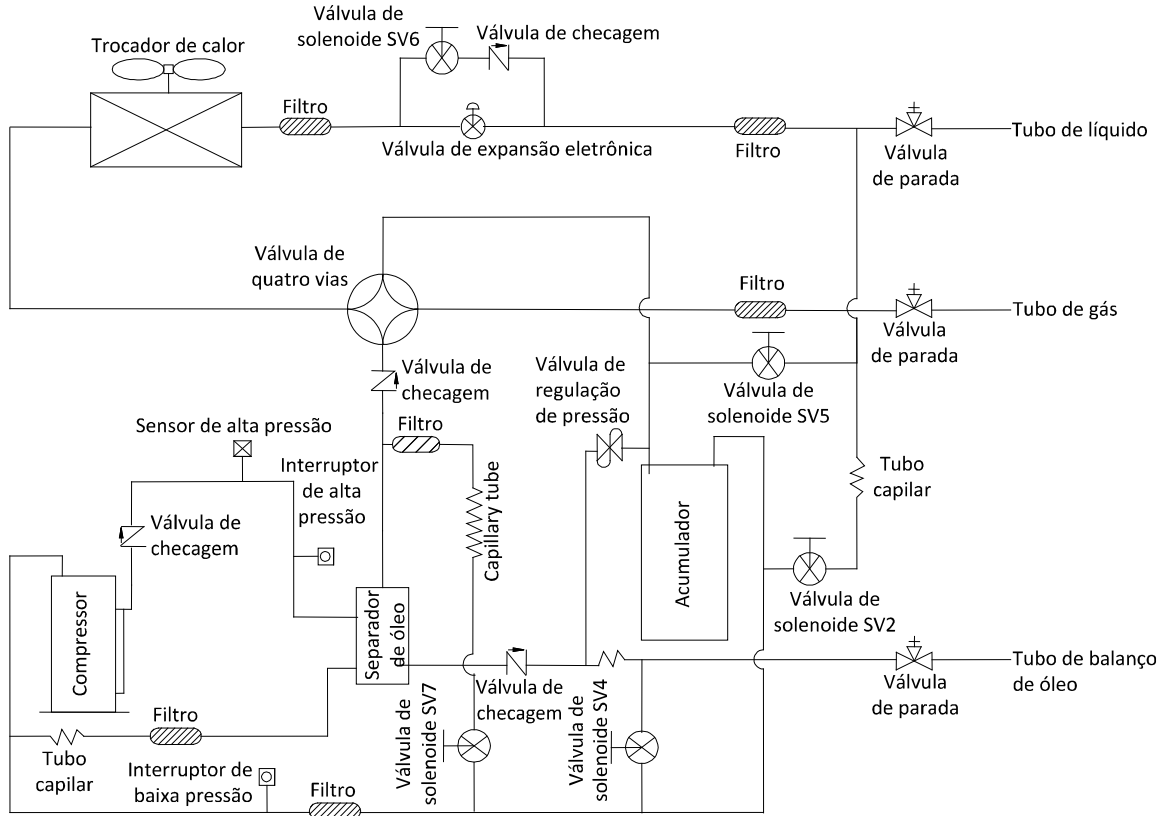 Válvula de
solenoide SV6
Válvula de checagem
Trocador de calor
Filtro
Válvula de expansão eletrônica
Filtro
Válvula
de parada
Tubo de líquido
Válvula de
quatro vias
Filtro
Válvula
de parada
Tubo de gás
Válvula de
checagem
Válvula de
regulação
de pressão
Válvula de
solenoide SV5
Sensor de alta pressão
Filtro
Interruptor
de alta
pressão
Capillary tube
Tubo
capilar
Válvula de
checagem
Acumulador
Compressor
Separador
de óleo
Válvula de
solenoide SV2
Válvula de
checagem
Válvula
de parada
Tubo de balanço
de óleo
Filtro
Tubo
capilar
Válvula de
solenoide SV7
Válvula de
solenoide SV4
Interruptor de
baixa pressão
Filtro